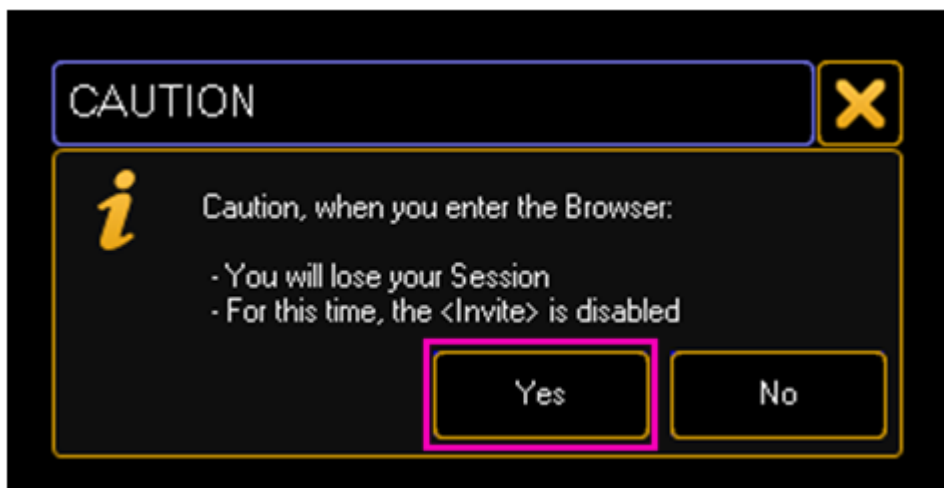 CAUTION
Caution, when you enter the Browser:
- You will lose your Session
- For this time, the <Invite> is disabled
Yes
No